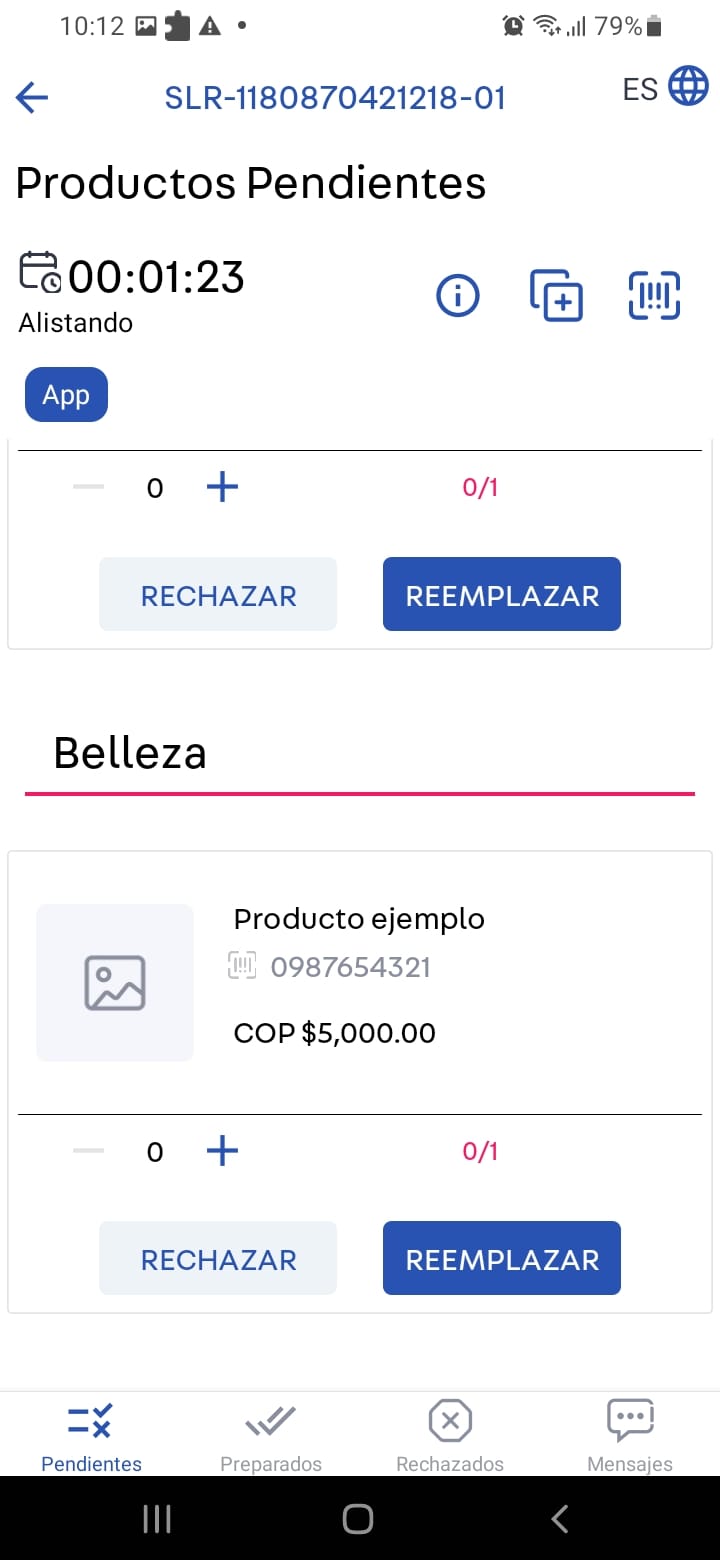 10:12
79%
SLR-1180870421218-01
ES
Productos Pendientes
00:01:23
Alistando
App
0
0/1
RECHAZAR
REEMPLAZAR
Belleza
Producto ejemplo
0987654321
COP $5,000.00
0
0/1
RECHAZAR
REEMPLAZAR
Pendientes
Preparados
Rechazados
Mensajes